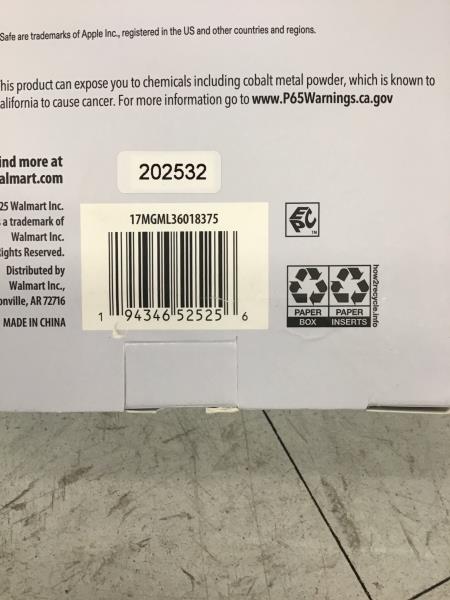 Safe are trademarks of Apple Inc., registered in the US and other countries and regions.
his product can expose you to chemicals including cobalt metal powder, which is known to
alifornia to cause cancer. For more information go to www.P65Warnings.ca.gov
ind more at
almart.com
202532
25 Walmart Inc.
a trademark of
Walmart Inc.
ights Reserved.
Distributed by
Walmart Inc.,
onville, AR 72716
MADE IN CHINA
17MGML36018375
1 94346 52525 6
EPC TM
how2recycle.info
PAPER
BOX
PAPER
INSERTS